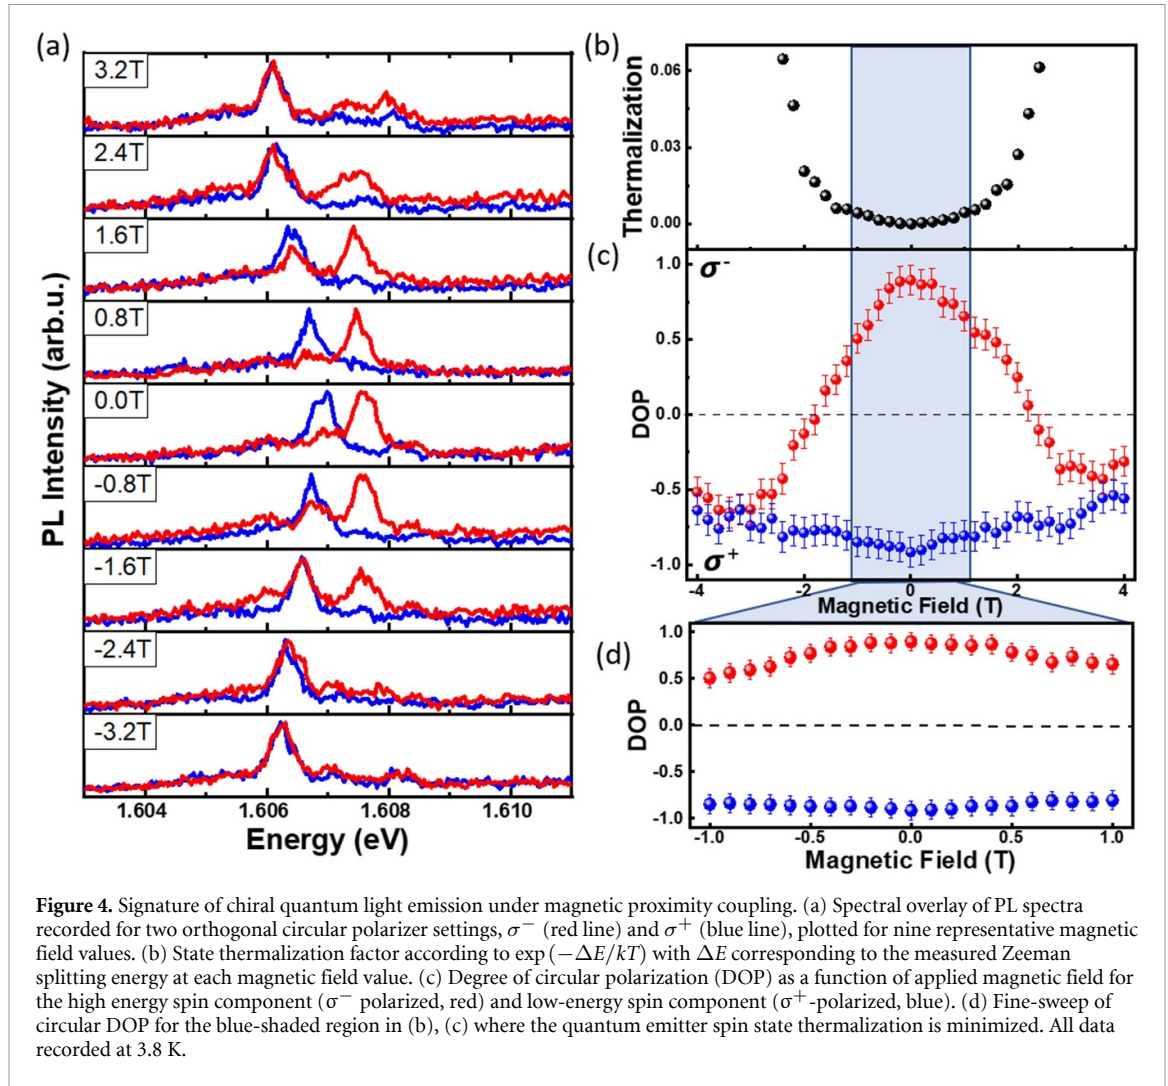 (a)
3.2T
2.4T
1.6T
0.8T
0.0T
-0.8T
-1.6T
-2.4T
-3.2T
PL Intensity (arb.u.)
1.604 1.606 1.608 1.610
Energy (eV)
(b)
Thermalization
0.06
0.03
0.00
(c)
DOP
1.0
0.5
0.0
-0.5
-1.0
σ-
σ+
-4 -2 0 2 4
Magnetic Field (T)
(d)
DOP
1.0
0.0
-1.0
-1.0 -0.5 0.0 0.5 1.0
Magnetic Field (T)
Figure 4. Signature of chiral quantum light emission under magnetic proximity coupling. (a) Spectral overlay of PL spectra
recorded for two orthogonal circular polarizer settings, σ− (red line) and σ+ (blue line), plotted for nine representative magnetic
field values. (b) State thermalization factor according to exp(−ΔE/kT) with ΔE corresponding to the measured Zeeman
splitting energy at each magnetic field value. (c) Degree of circular polarization (DOP) as a function of applied magnetic field for
the high energy spin component (σ− polarized, red) and low-energy spin component (σ+-polarized, blue). (d) Fine-sweep of
circular DOP for the blue-shaded region in (b), (c) where the quantum emitter spin state thermalization is minimized. All data
recorded at 3.8 K.